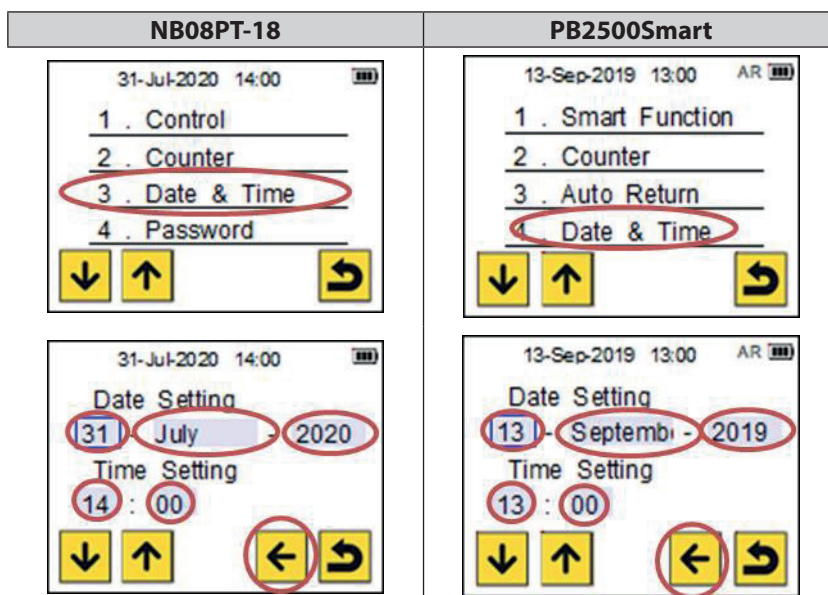 NB08PT-18
PB2500Smart
31-Jul-2020 14:00
1 . Control
2 . Counter
3 . Date & Time
4 . Password
13-Sep-2019 13:00 AR
1 . Smart Function
2 . Counter
3 . Auto Return
4 . Date & Time
31-Jul-2020 14:00
Date Setting
31 - July - 2020
Time Setting
14 : 00
13-Sep-2019 13:00 AR
Date Setting
13 - Septemb - 2019
Time Setting
13 : 00